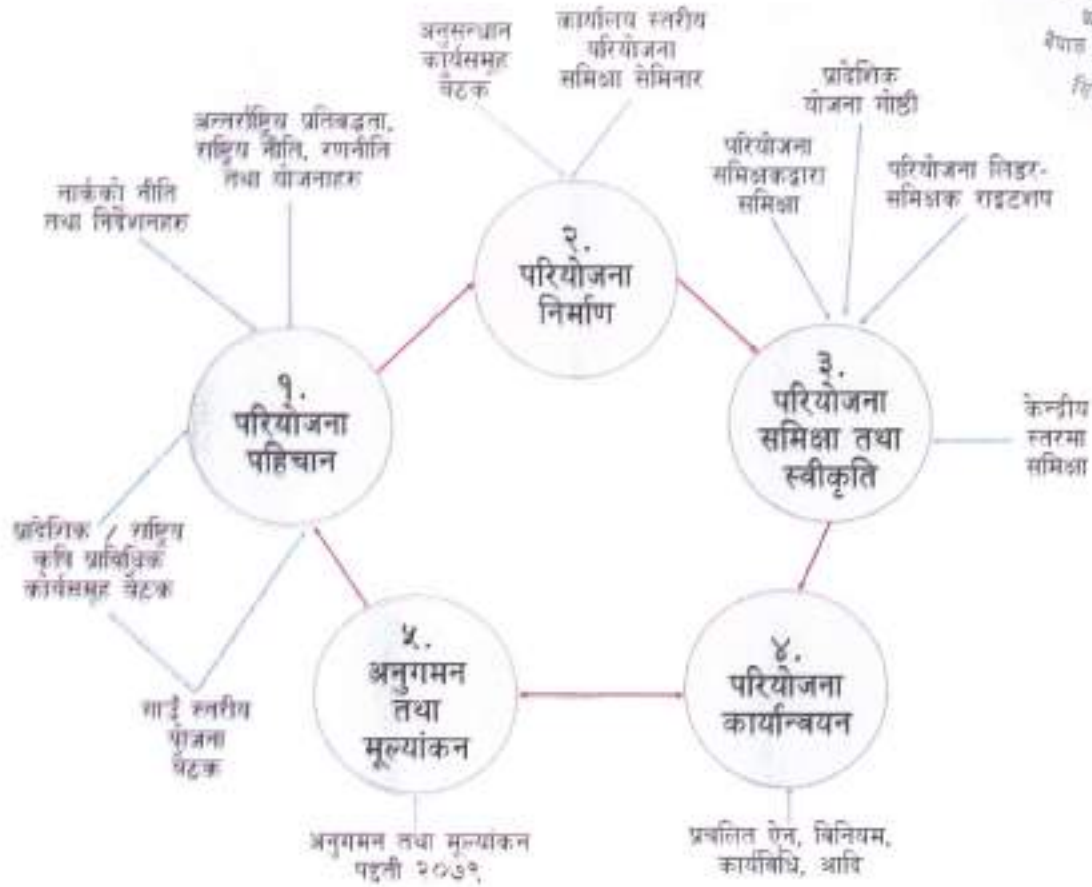 अनुसन्धान
कार्यसमूह
बैठक
कार्यालय स्तरीय
परियोजना
समिक्षा सेमिनार
नेपाल
प्रादेशिक
योजना गोष्ठी
अन्तर्राष्ट्रिय प्रतिबद्धता,
राष्ट्रिय नीति, रणनीति
तथा योजनाहरु
परियोजना
समिक्षकद्वारा
समिक्षा
परियोजना लिडर-
समिक्षक राइटशप
नार्कको नीति
तथा निर्देशनहरु
२.
परियोजना
निर्माण
१.
परियोजना
पहिचान
३.
परियोजना
समिक्षा तथा
स्वीकृति
केन्द्रीय
स्तरमा
समिक्षा
प्रादेशिक / राष्ट्रिय
कृषि प्राविधिक
कार्यसमूह बैठक
५.
अनुगमन
तथा
मूल्यांकन
४.
परियोजना
कार्यान्वयन
स्तरीय
योजना
बैठक
अनुगमन तथा मूल्यांकन
पद्दती २०७९
प्रचलित ऐन, विनियम,
कार्यविधि, आदि